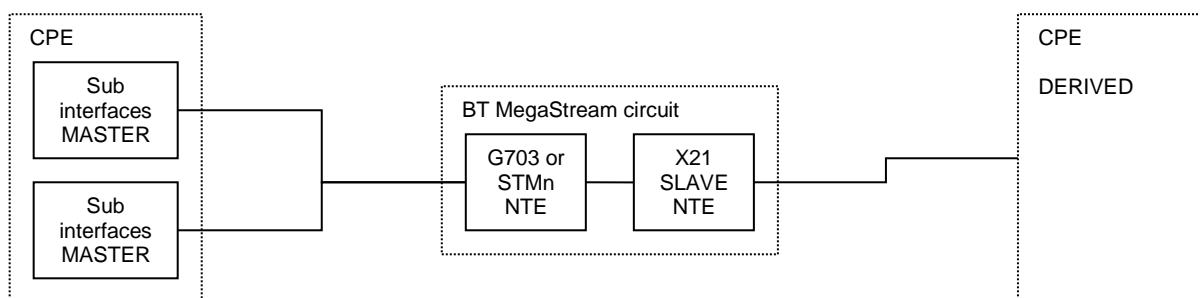 CPE
Sub
interfaces
MASTER
Sub
interfaces
MASTER
BT MegaStream circuit
G703 or
STMn
NTE
X21
SLAVE
NTE
CPE
DERIVED